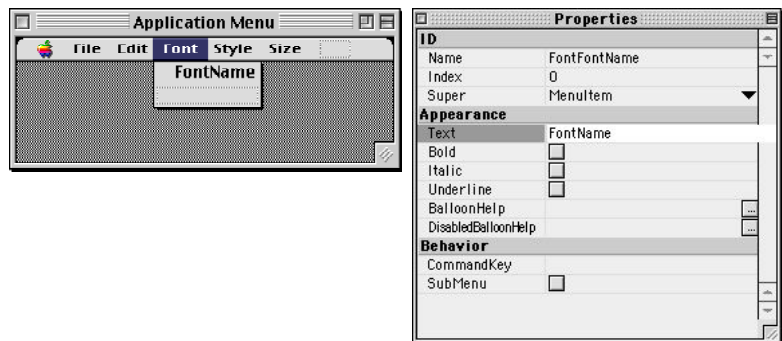 Application Menu
File Edit Font Style Size
FontName
Properties
ID
Name FontFontName
Index 0
Super MenuItem
Appearance
Text FontName
Bold
Italic
Underline
BalloonHelp ...
DisabledBalloonHelp ...
Behavior
CommandKey
SubMenu